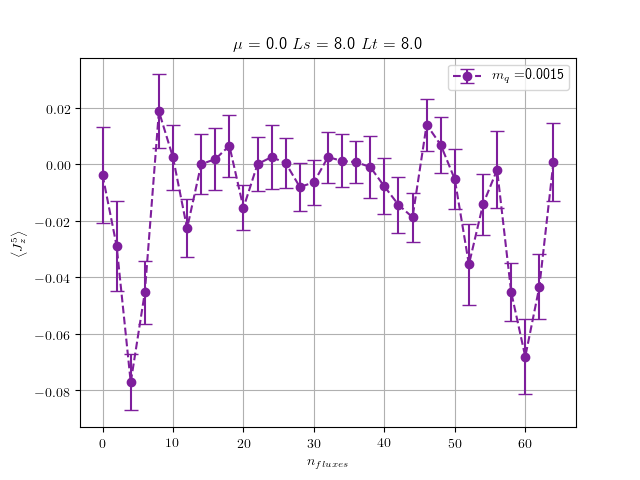 μ = 0.0 Ls = 8.0 Lt = 8.0
m_q =0.0015
⟨J_z^5⟩
0.02
0.00
−0.02
−0.04
−0.06
−0.08
0 10 20 30 40 50 60
n_fluxes